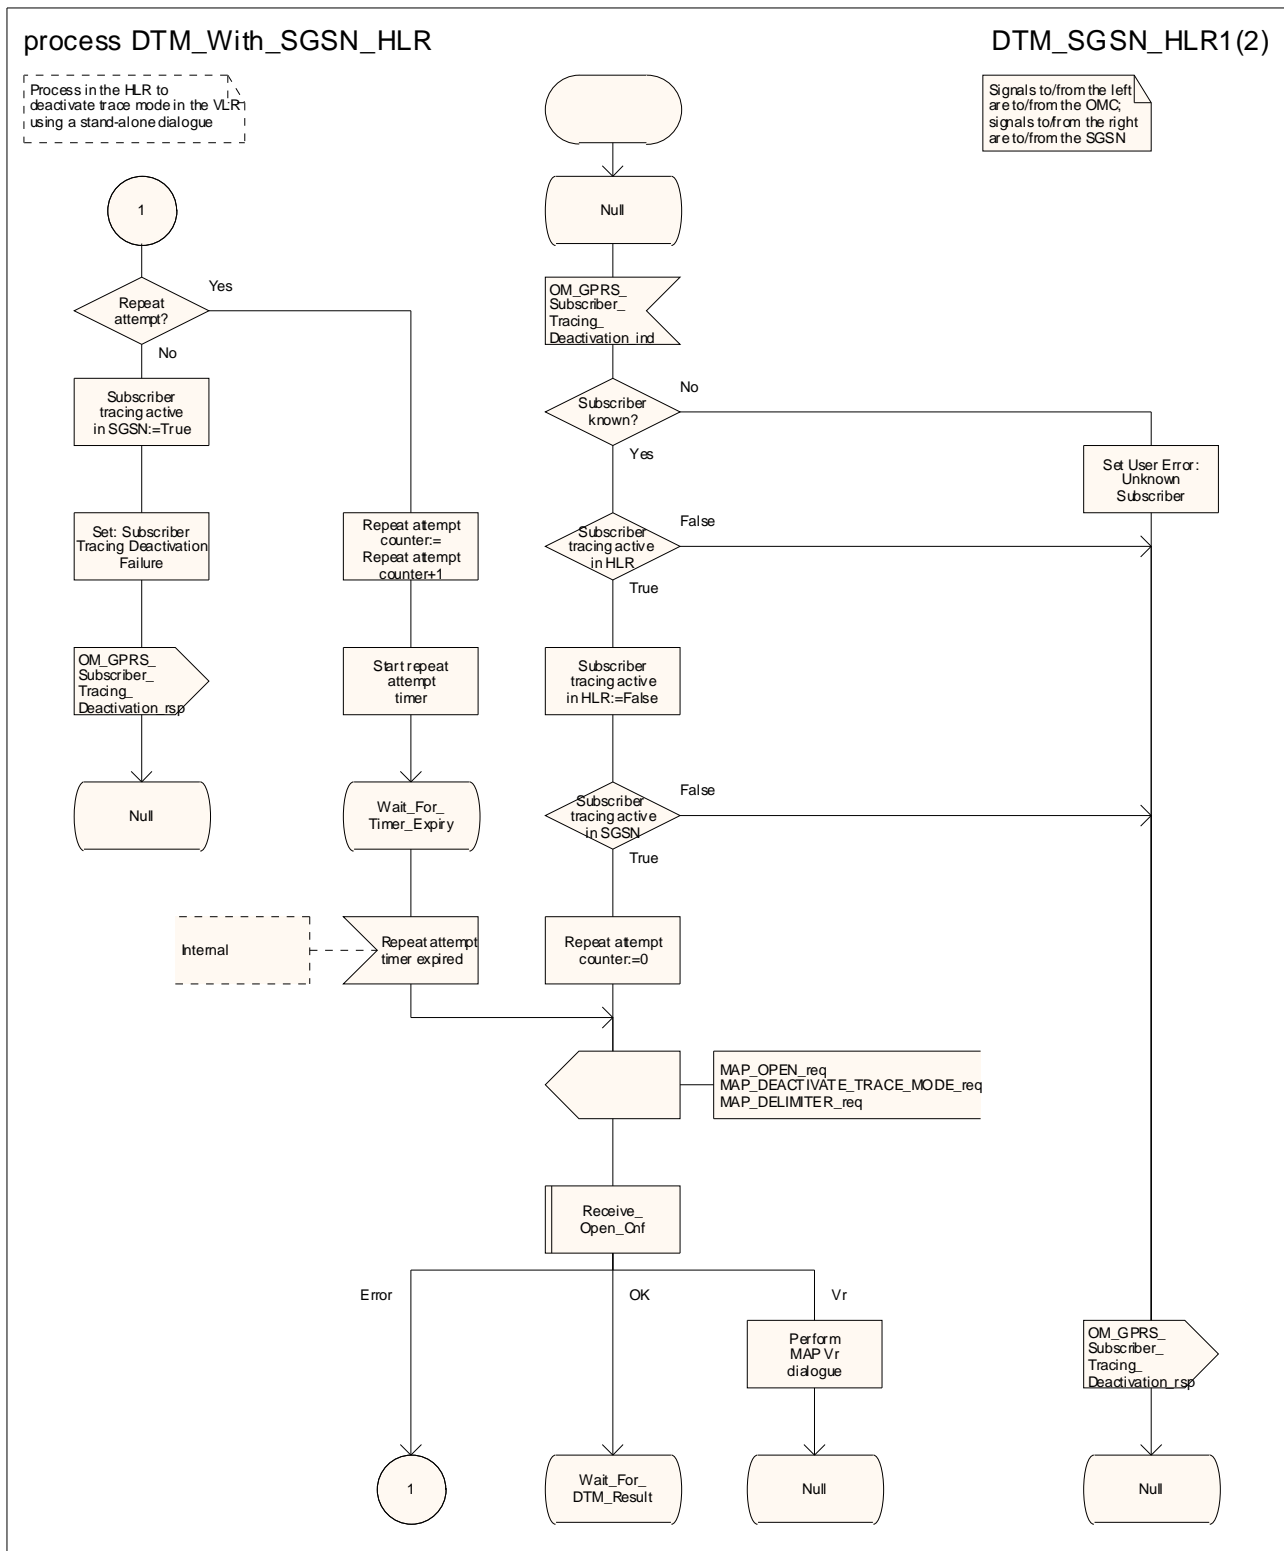 process DTM_With_SGSN_HLR
DTM_SGSN_HLR1(2)
Process in the HLR to
deactivate trace mode in the VLR
using a stand-alone dialogue
Signals to/from the left
are to/from the OMC;
signals to/from the right
are to/from the SGSN
1
Repeat
attempt?
Yes
No
Subscriber
tracing active
in SGSN:=True
Set: Subscriber
Tracing Deactivation
Failure
OM_GPRS_
Subscriber_
Tracing_
Deactivation_rsp
Null
Repeat attempt
counter:=
Repeat attempt
counter+1
Start repeat
attempt
timer
Wait_For_
Timer_Expiry
Internal
Repeat attempt
timer expired
Null
OM_GPRS_
Subscriber_
Tracing_
Deactivation_ind
Subscriber
known?
No
Yes
Set User Error:
Unknown
Subscriber
Subscriber
tracing active
in HLR
False
True
Subscriber
tracing active
in HLR:=False
Subscriber
tracing active
in SGSN
False
True
Repeat attempt
counter:=0
MAP_OPEN_req
MAP_DEACTIVATE_TRACE_MODE_req
MAP_DELIMITER_req
Receive_
Open_Cnf
Error
OK
Vr
Perform
MAP Vr
dialogue
OM_GPRS_
Subscriber_
Tracing_
Deactivation_rsp
1
Wait_For_
DTM_Result
Null
Null